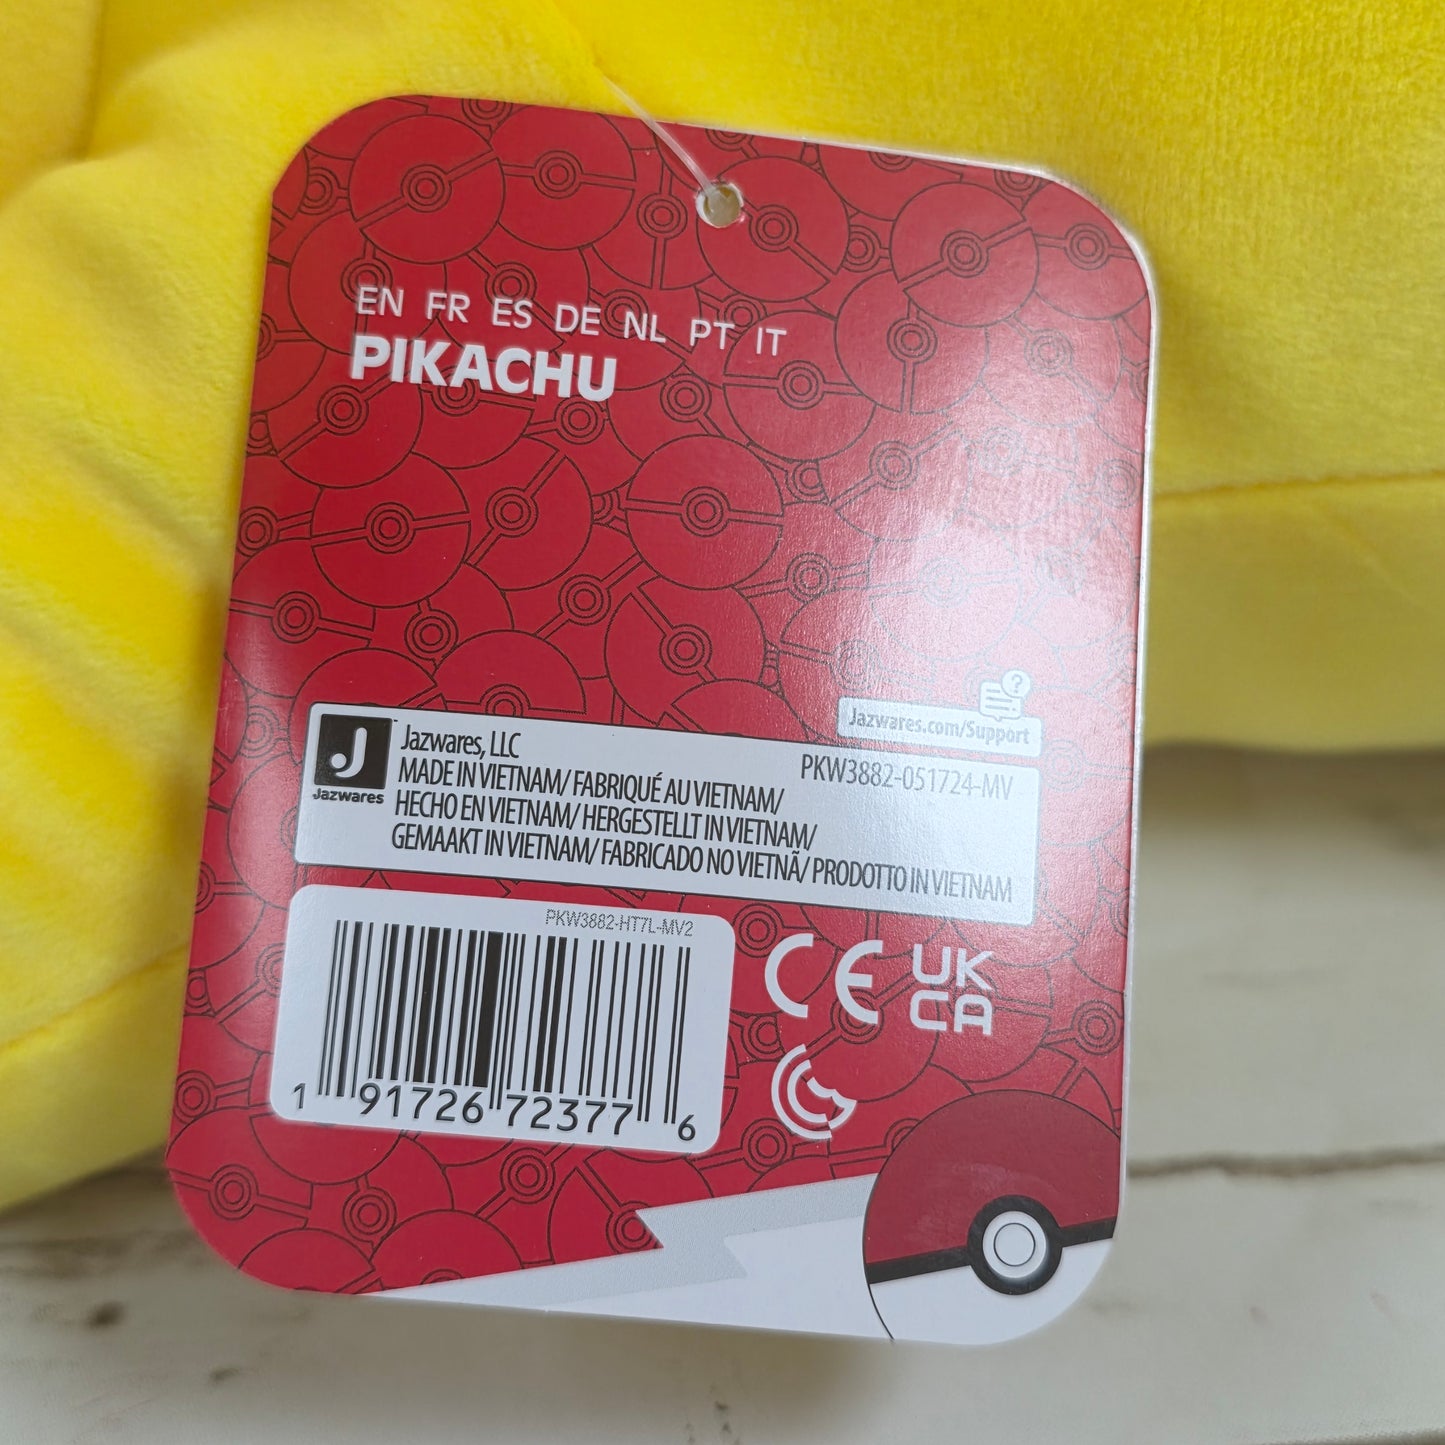 EN FR ES DE NL PT IT
PIKACHU
?
Jazwares.com/Support
J
™
Jazwares
Jazwares, LLC
PKW3882-051724-MV
MADE IN VIETNAM/ FABRIQUÉ AU VIETNAM/
HECHO EN VIETNAM/ HERGESTELLT IN VIETNAM/
GEMAAKT IN VIETNAM/ FABRICADO NO VIETNÃ/ PRODOTTO IN VIETNAM
PKW3882-HT7L-MV2
1 91726 72377 6
CE
UK
CA